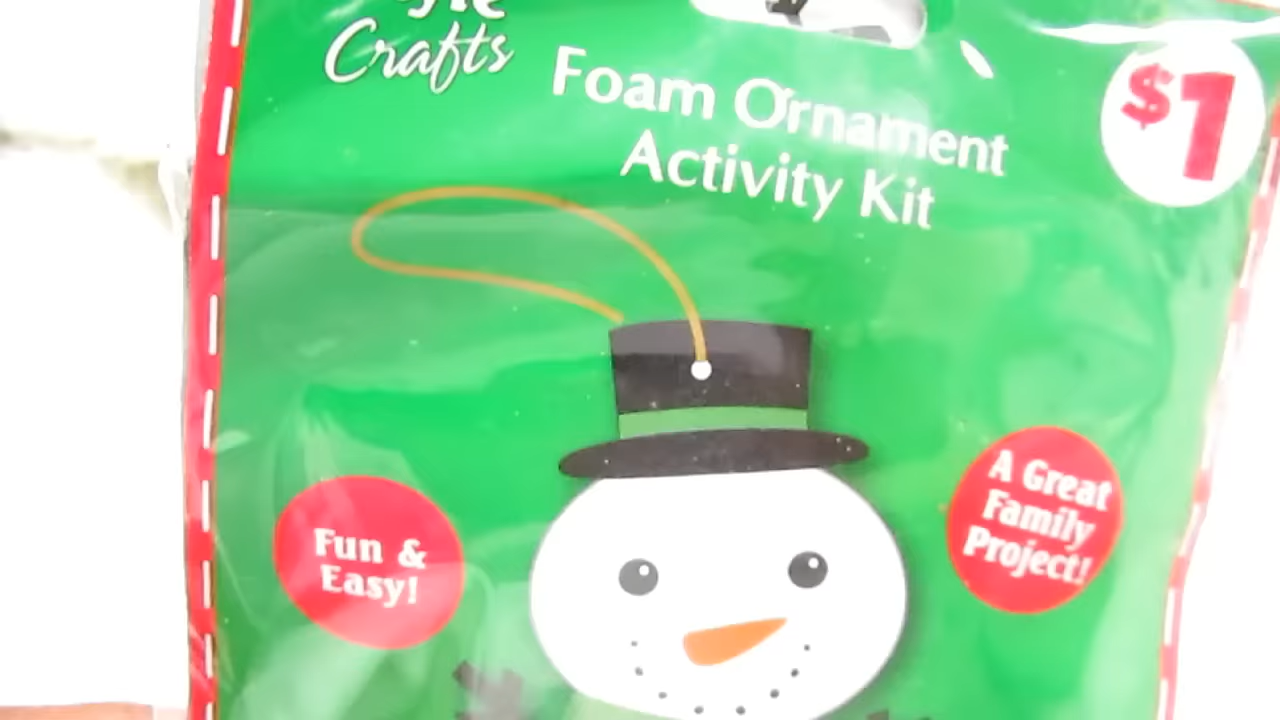 Crafts
Foam Ornament
Activity Kit
$1
Fun &
Easy!
A Great
Family
Project!